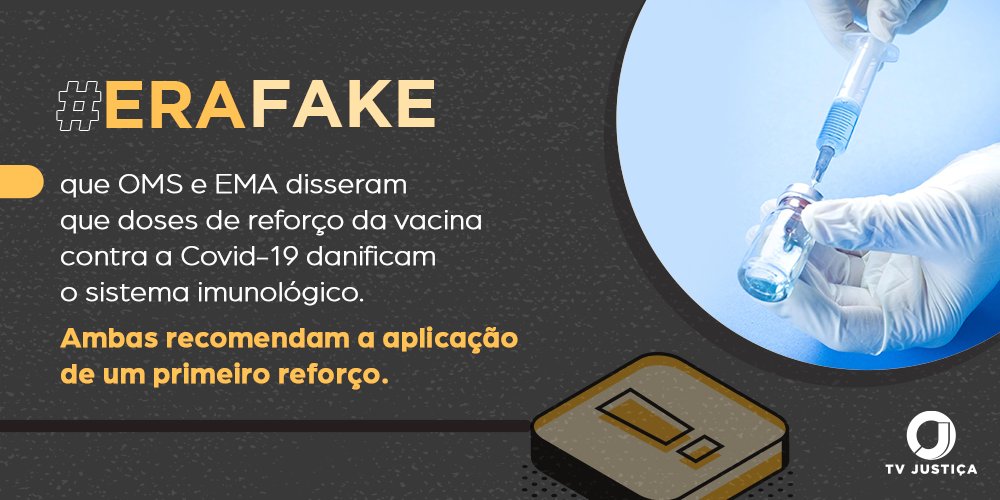 #ERAFAKE
que OMS e EMA disseram
que doses de reforço da vacina
contra a Covid-19 danificam
o sistema imunológico.
Ambas recomendam a aplicação
de um primeiro reforço.
TV JUSTIÇA